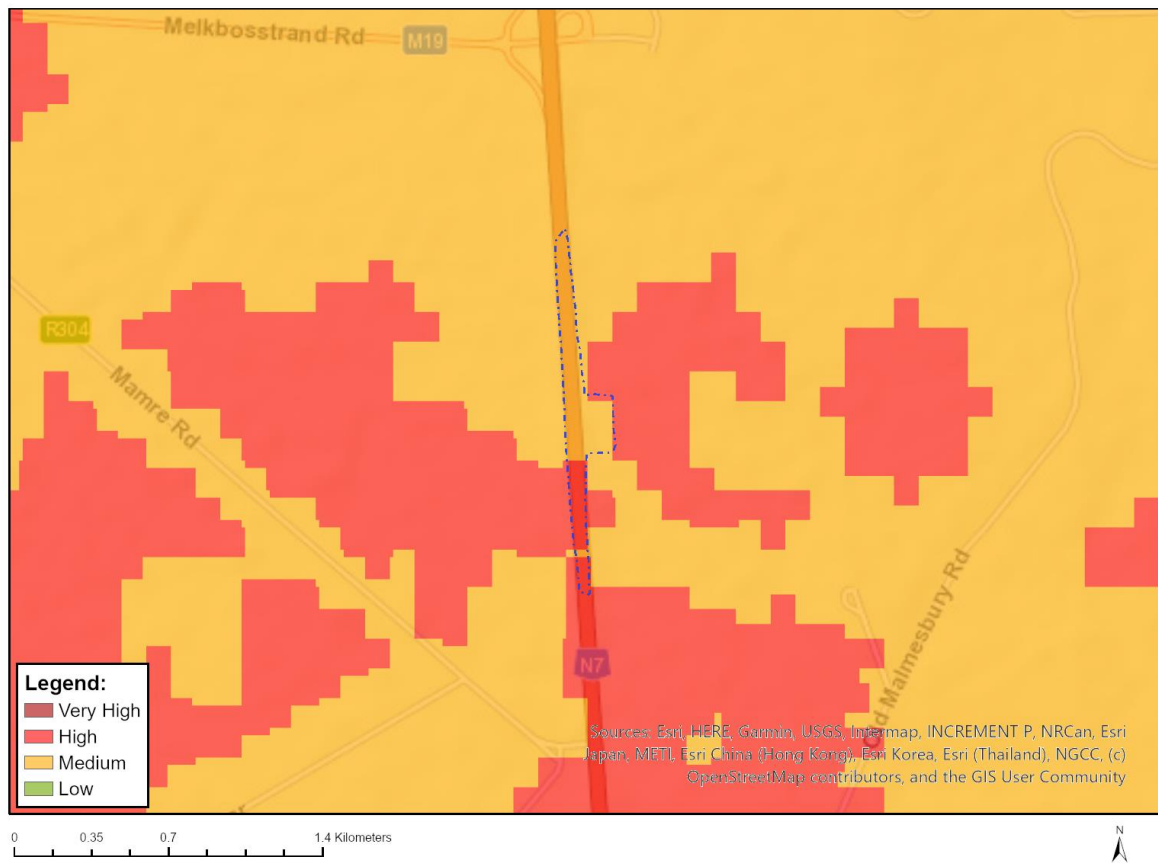 Melkbosstrand Rd
M19
R304
Mamre Rd
N7
Old Malmesbury Rd
Legend:
Very High
High
Medium
Low
Sources: Esri, HERE, Garmin, USGS, Intermap, INCREMENT P, NRCan, Esri
Japan, METI, Esri China (Hong Kong), Esri Korea, Esri (Thailand), NGCC, (c)
OpenStreetMap contributors, and the GIS User Community
0 0.35 0.7 1.4 Kilometers
N